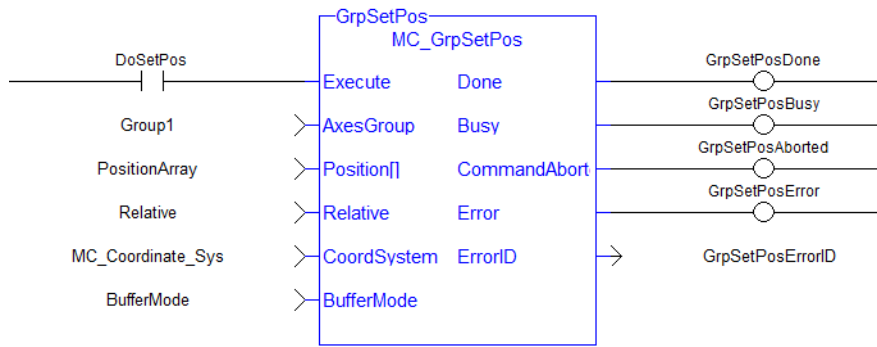 GrpSetPos
MC_GrpSetPos
DoSetPos
Execute Done
GrpSetPosDone
Group1
AxesGroup Busy
GrpSetPosBusy
PositionArray
Position[]
CommandAbort
GrpSetPosAborted
Relative
Relative Error
GrpSetPosError
MC_Coordinate_Sys
CoordSystem ErrorID
GrpSetPosErrorID
BufferMode
BufferMode